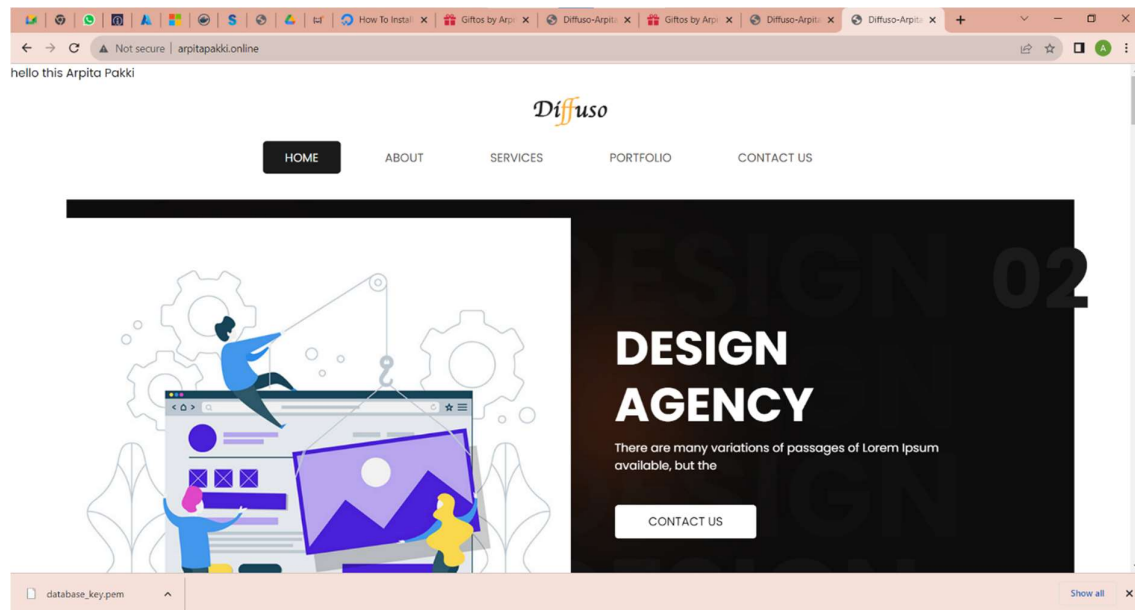 How To Install
Giftos by Arpi
Diffuso-Arpita
Giftos by Arpi
Diffuso-Arpita
Diffuso-Arpita
Not secure | arpitapakki.online
A
hello this Arpita Pakki
Diffuso
HOME
ABOUT
SERVICES
PORTFOLIO
CONTACT US
DESIGN
02
DESIGN
AGENCY
There are many variations of passages of Lorem Ipsum
available, but the
DESIGN
CONTACT US
DESIGN
database_key.pem
Show all